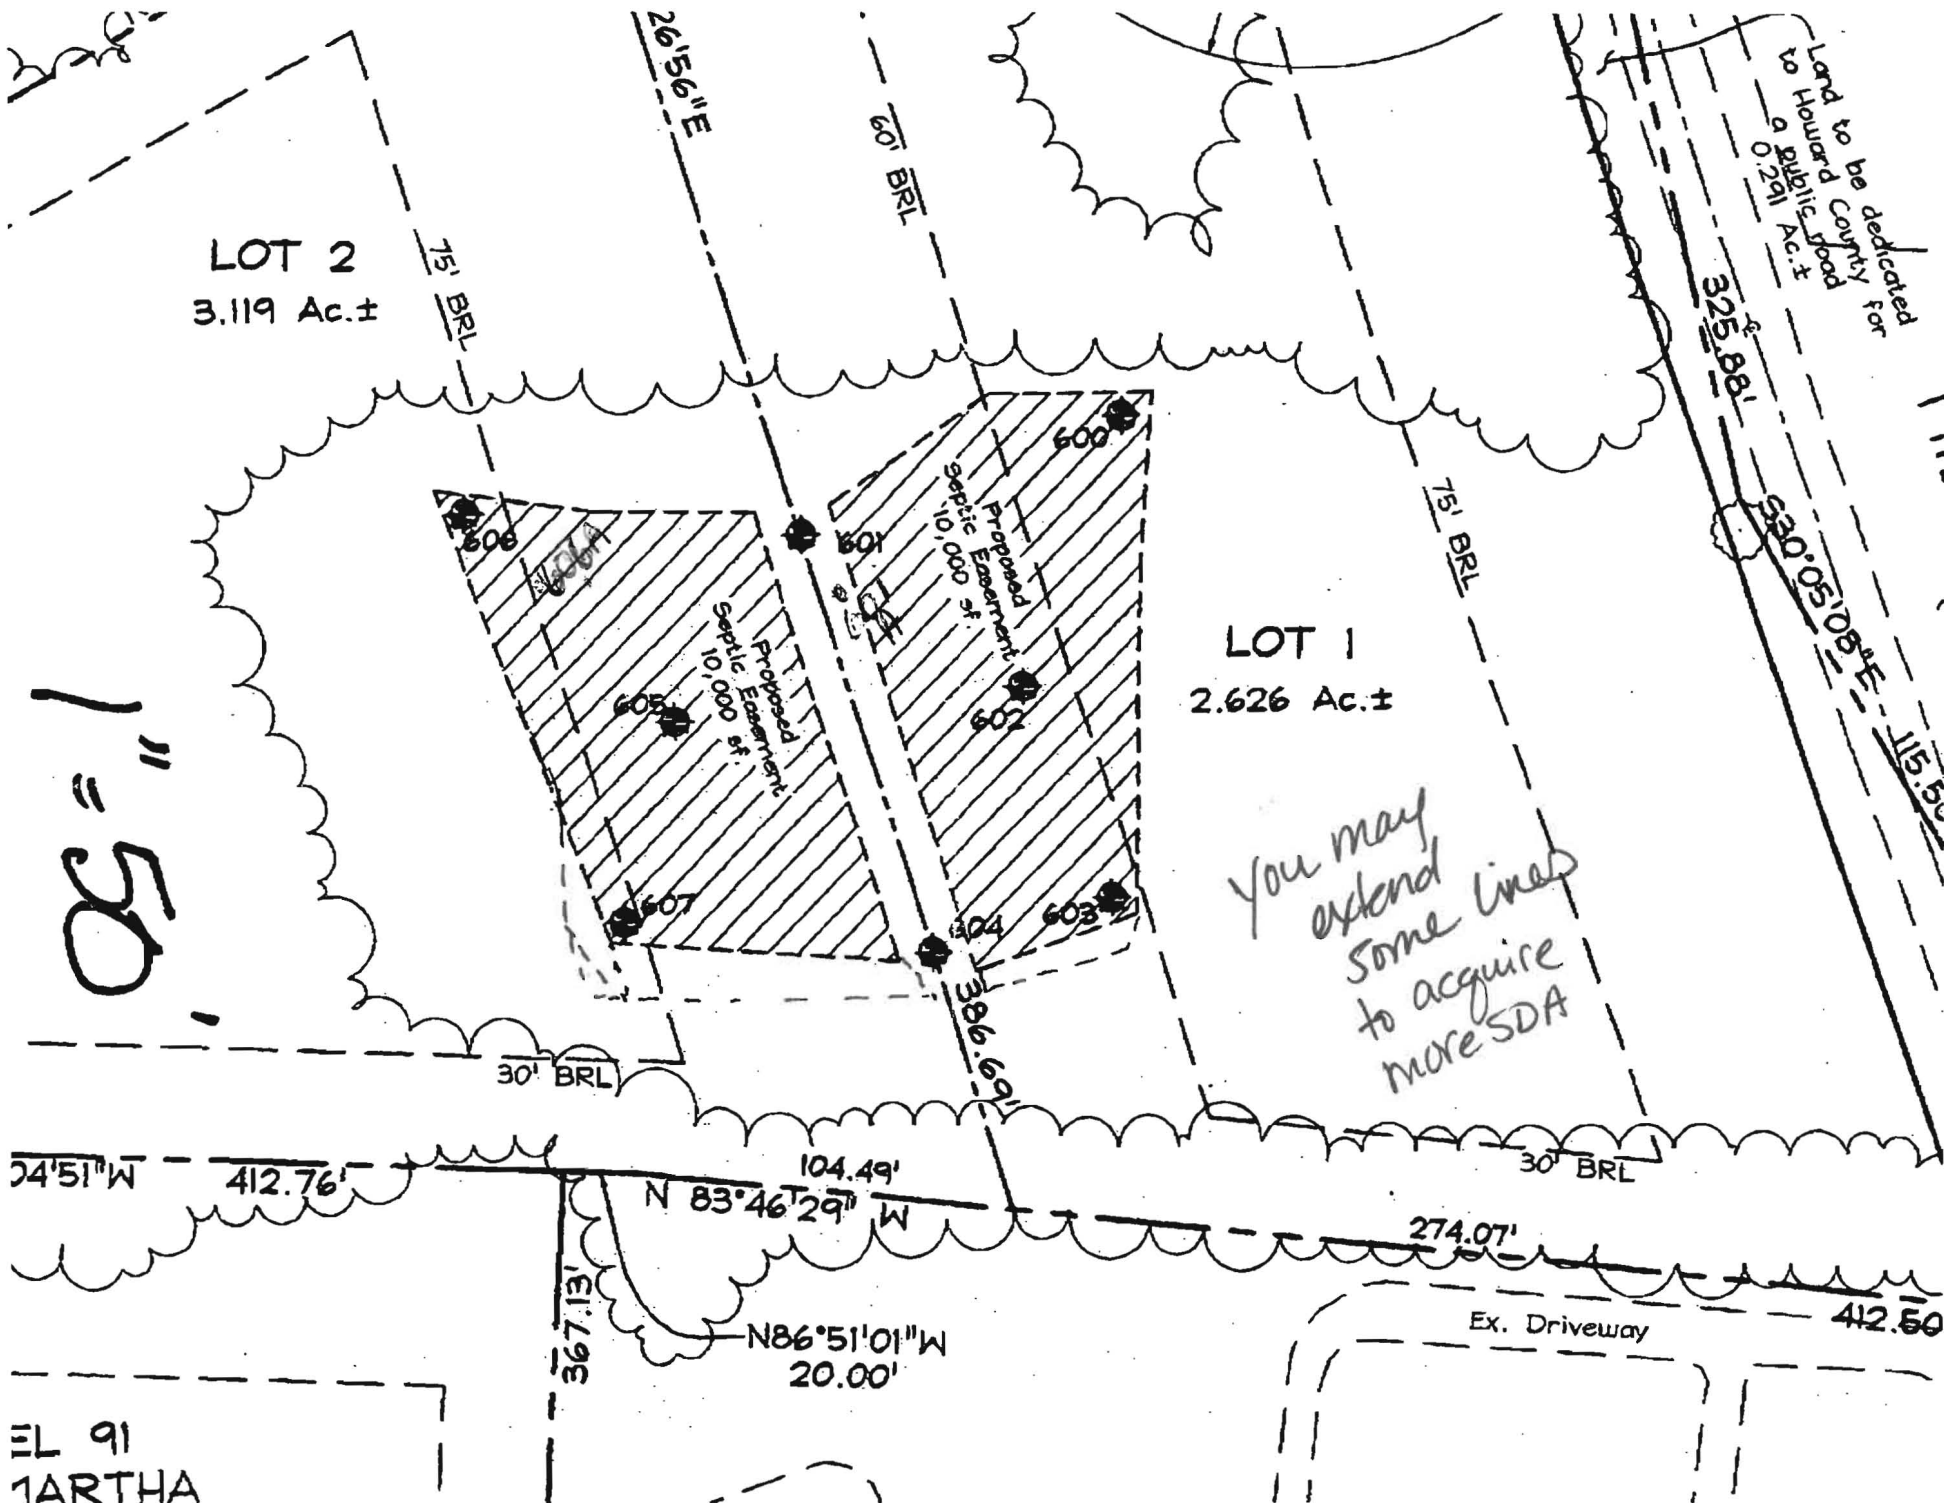 26'56"E
60' BRL
Land to be dedicated
to Howard County for
a public road
0.291 Ac.±
LOT 2
3.119 Ac.±
75' BRL
325.88'
600
606
606A
601
Proposed
Septic Easement
10,000 sf
75' BRL
S30°05'08"E
115.50
LOT 1
2.626 Ac.±
605
Proposed
Septic Easement
10,000 sf
602
1" = 50'
You may
extend
some lines
to acquire
more SDA
607
604
603
386.69'
30' BRL
30' BRL
04'51"W
412.76'
104.49'
N 83°46'29" W
274.07'
367.13'
N86°51'01"W
20.00'
Ex. Driveway
412.50
EL 91
MARTHA